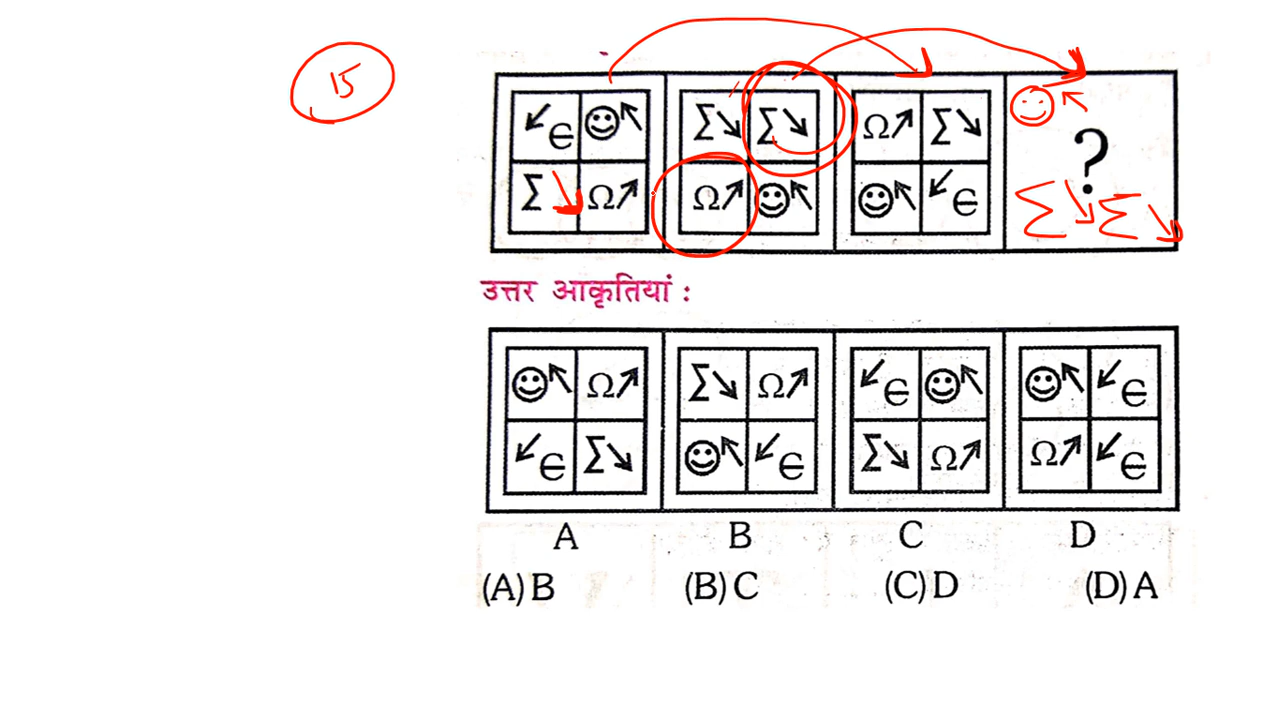 15
↙ ∈ ☺↖ Σ↘ Σ↘ Ω↗ Σ↘ ☺↖
?
Σ↘ Ω↗ Ω↗ ☺↖ ☺↖ ↙ ∈ Σ↘ Σ↘
उत्तर आकृतियां :
☺↖ Ω↗ Σ↘ Ω↗ ↙ ∈ ☺↖ ☺↖ ↙ ∈
↙ ∈ Σ↘ ☺↖ ↙ ∈ Σ↘ Ω↗ Ω↗ ↙ ∈
A B C D
(A) B (B) C (C) D (D) A